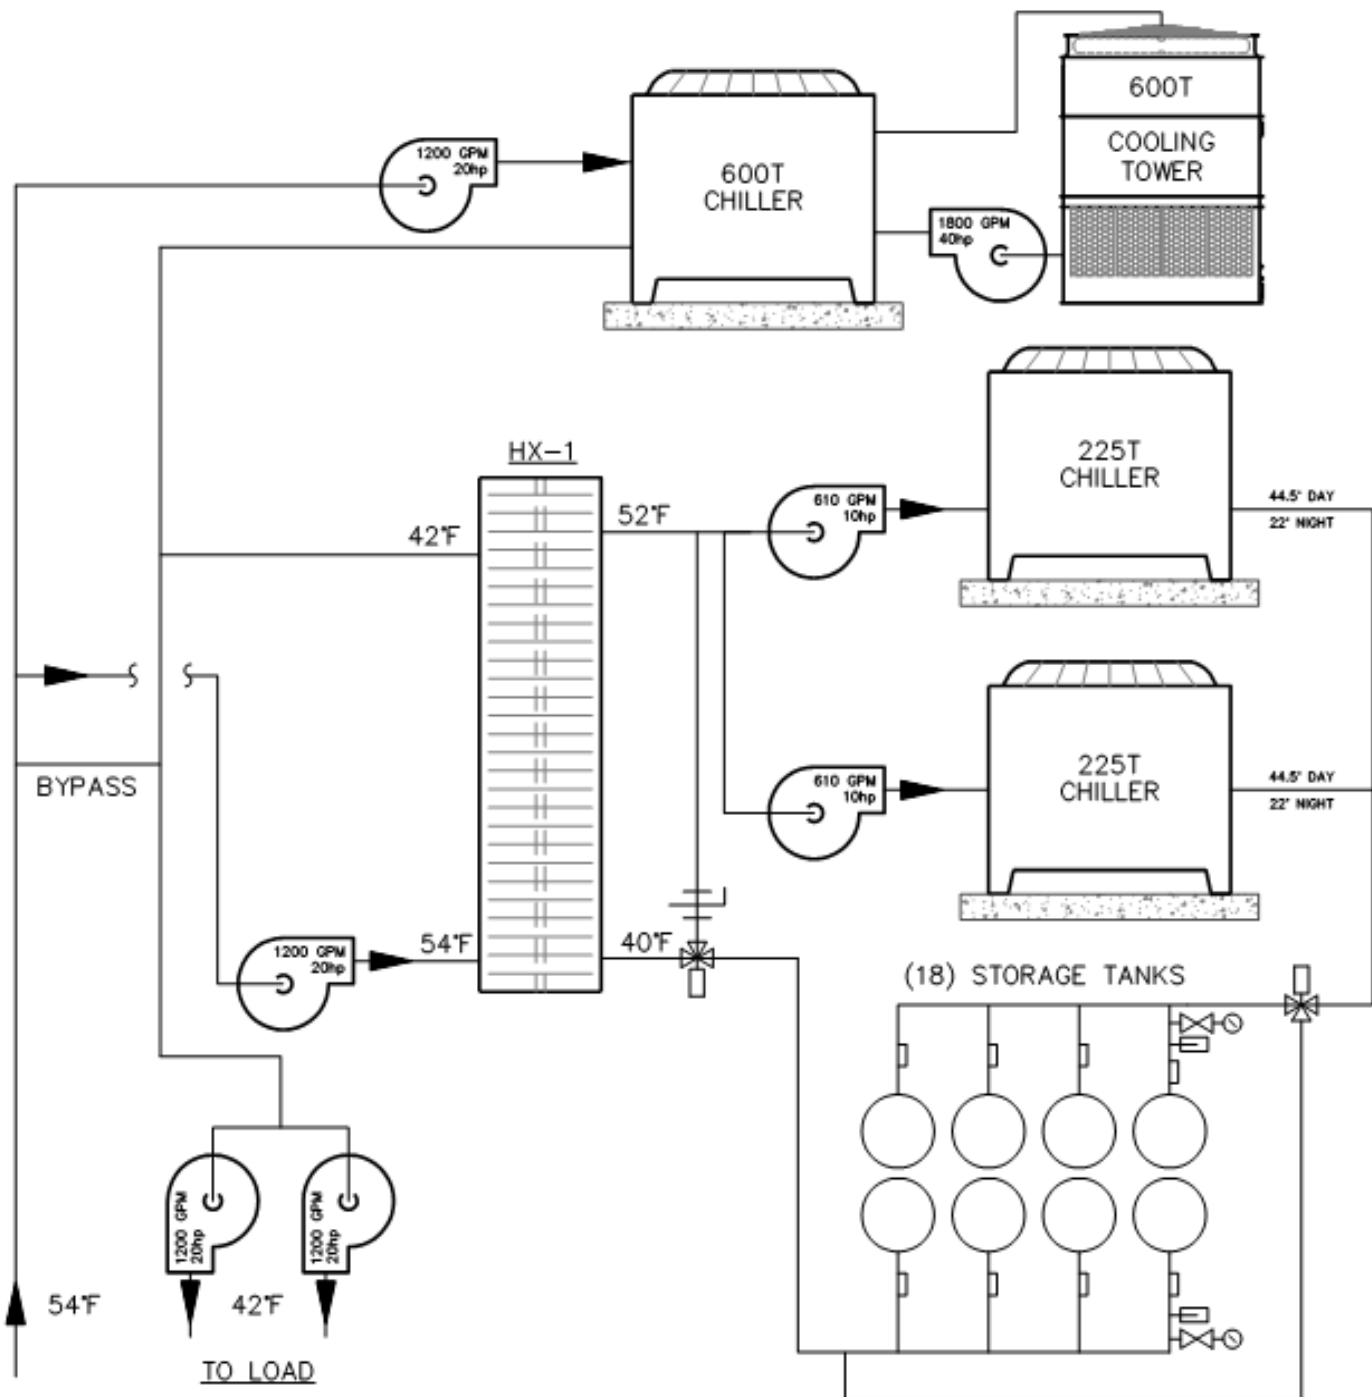 600T
COOLING
TOWER
1200 GPM
20hp
600T
CHILLER
1800 GPM
40hp
HX-1
225T
CHILLER
42°F
52°F
610 GPM
10hp
44.5° DAY
22° NIGHT
BYPASS
225T
CHILLER
610 GPM
10hp
44.5° DAY
22° NIGHT
1200 GPM
20hp
54°F
40°F
(18) STORAGE TANKS
1200 GPM
20hp
1200 GPM
20hp
54°F
42°F
TO LOAD